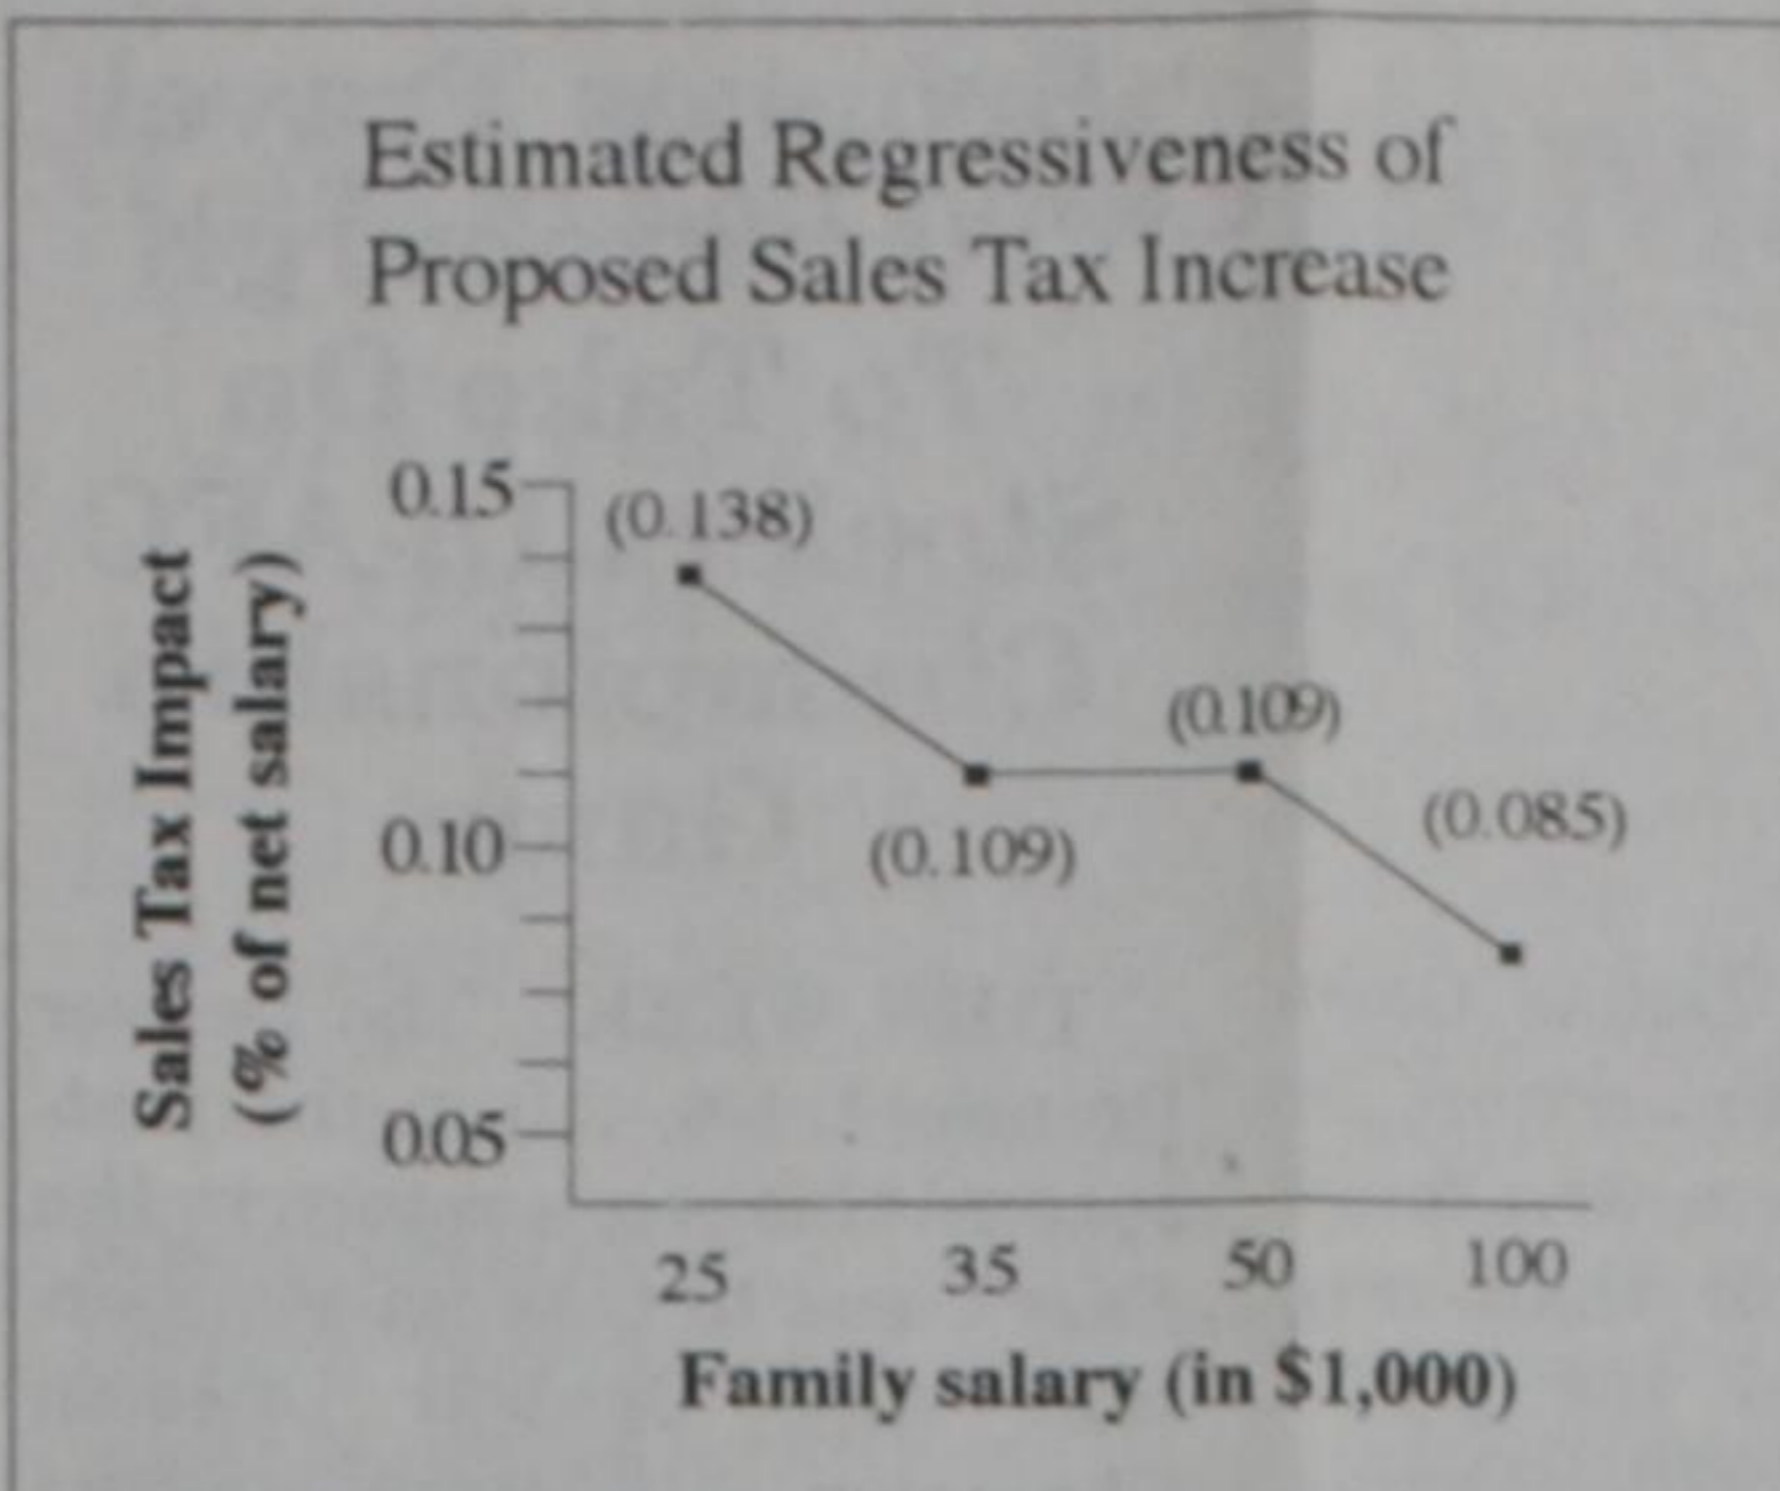 Estimated Regressiveness of
Proposed Sales Tax Increase
Sales Tax Impact
(% of net salary)
0.15
(0.138)
(0.109)
(0.085)
0.10
(0.109)
0.05
25 35 50 100
Family salary (in $1,000)